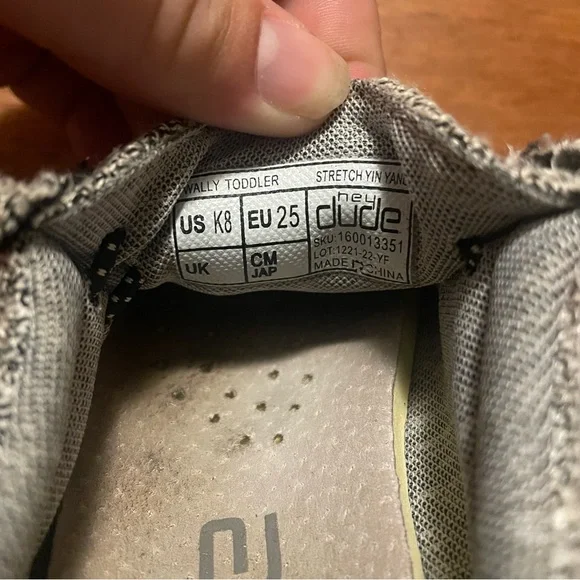 WALLY TODDLER STRETCH YIN YANG
US K8 EU 25 hey dude
UK CM JAP
SKU:160013351
LOT:1221-22-YF
MADE IN CHINA